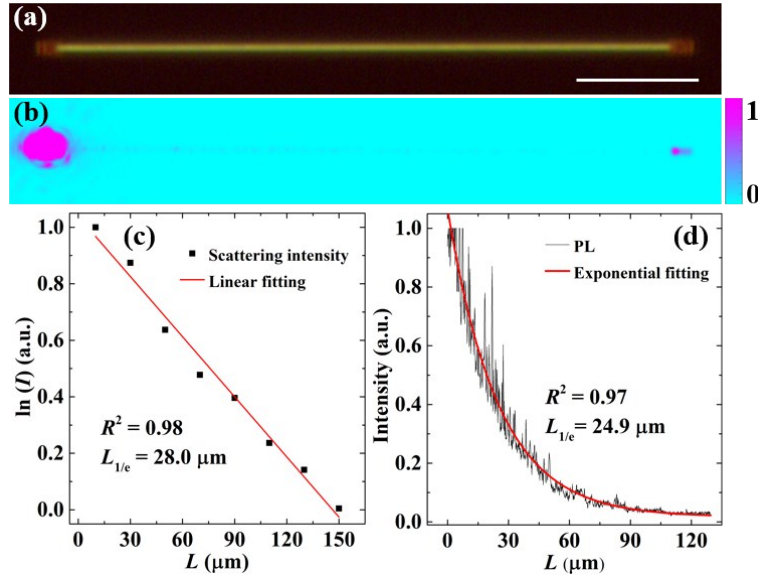 (a)
(b)
1
0
(c)
Scattering intensity
Linear fitting
R² = 0.98
L1/e = 28.0 μm
ln (I) (a.u.)
1.0
0.8
0.6
0.4
0.2
0.0
0 30 60 90 120 150
L (μm)
(d)
PL
Exponential fitting
R² = 0.97
L1/e = 24.9 μm
Intensity (a.u.)
1.0
0.8
0.6
0.4
0.2
0.0
0 30 60 90 120
L (μm)